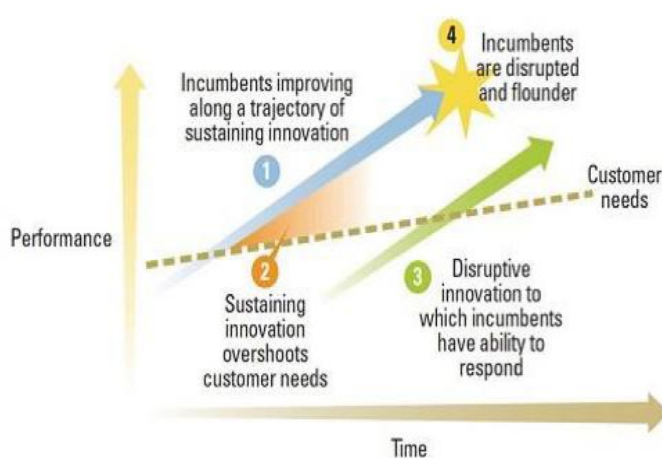 4
Incumbents
are disrupted
and flounder
Incumbents improving
along a trajectory of
sustaining innovation
1
Customer
needs
Performance
2
Sustaining
innovation
overshoots
customer needs
3
Disruptive
innovation to
which incumbents
have ability to
respond
Time